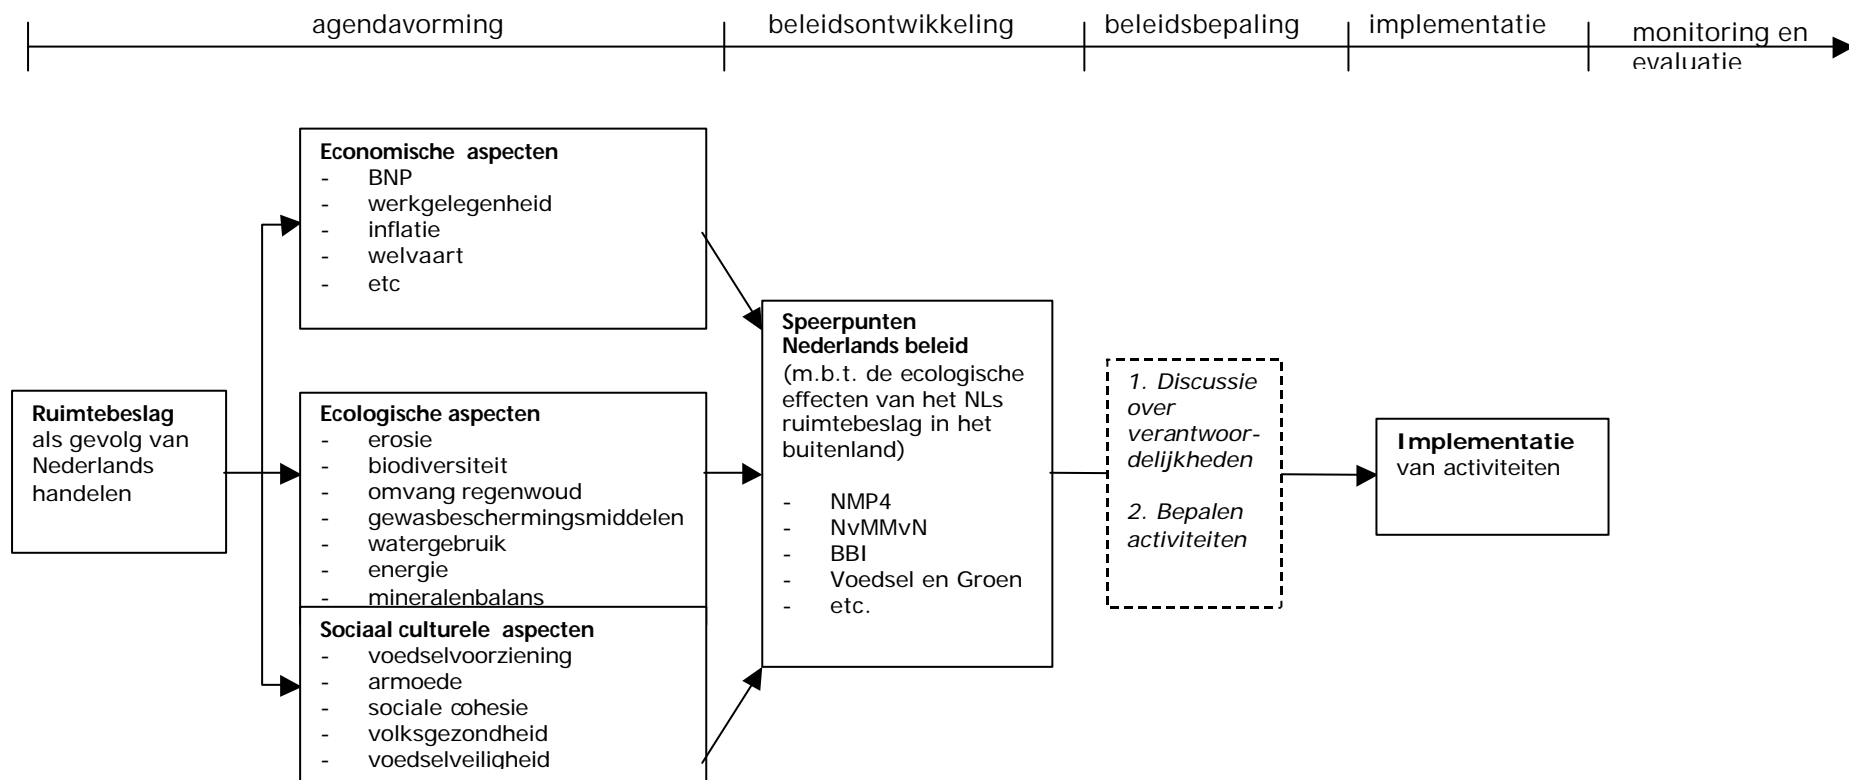 agendavorming
beleidsontwikkeling
beleidsbepaling
implementatie
monitoring en
evaluatie
Ruimtebeslag
als gevolg van
Nederlands
handelen
Economische aspecten
- BNP
- werkgelegenheid
- inflatie
- welvaart
- etc
Ecologische aspecten
- erosie
- biodiversiteit
- omvang regenwoud
- gewasbeschermingsmiddelen
- watergebruik
- energie
- mineralenbalans
Sociaal culturele aspecten
- voedselvoorziening
- armoede
- sociale cohesie
- volksgezondheid
- voedselveiligheid
Speerpunten
Nederlands beleid
(m.b.t. de ecologische
effecten van het NLs
ruimtebeslag in het
buitenland)
- NMP4
- NvMMvN
- BBI
- Voedsel en Groen
- etc.
1. Discussie
over
verantwoor-
delijkheden
2. Bepalen
activiteiten
Implementatie
van activiteiten